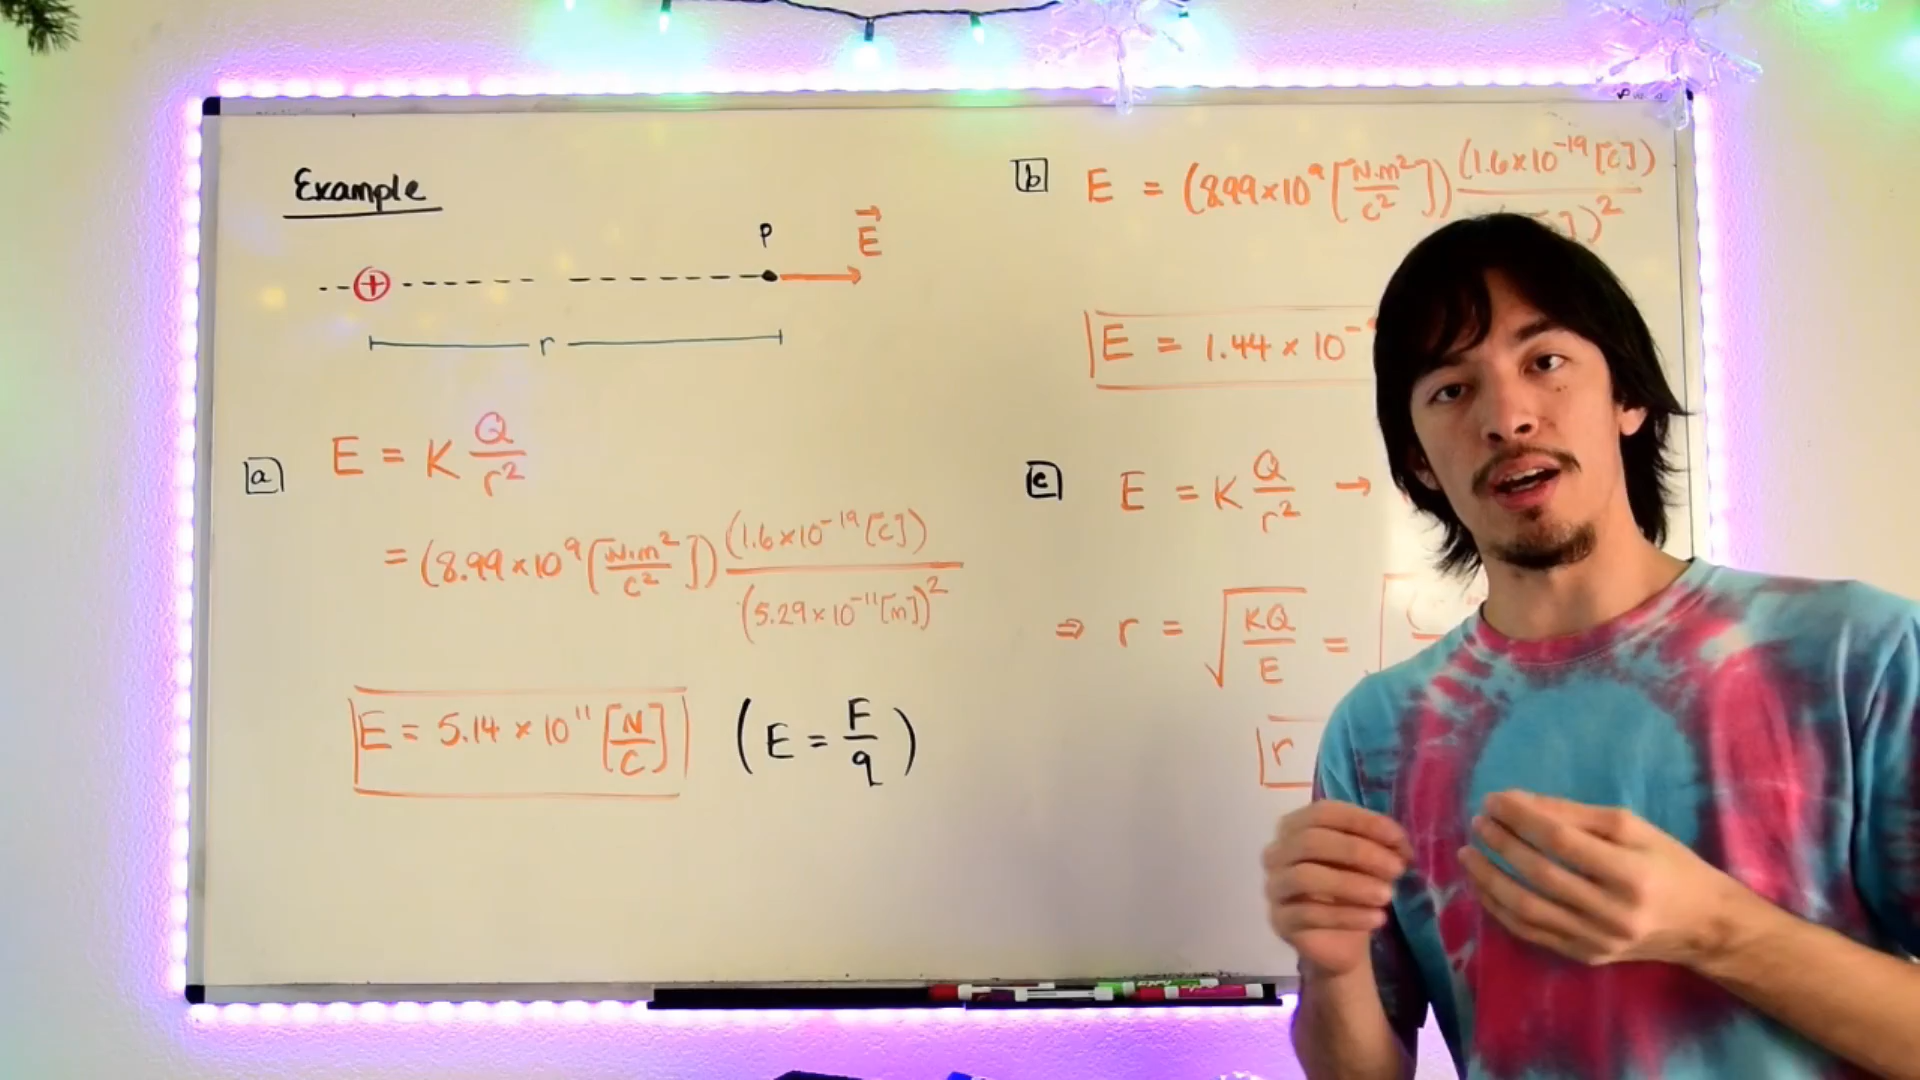 Example
P
E
+
r
a
E = K Q/r²
= (8.99×10⁹ [N·m²/C²]) (1.6×10⁻¹⁹ [C])/(5.29×10⁻¹¹ [m])²
E = 5.14 × 10¹¹ [N/C] (E = F/q)
b E = (8.99×10⁹ [N·m²/C²]) (1.6×10⁻¹⁹ [C])
])²
E = 1.44 × 10⁻
c E = K Q/r² →
⇒ r = √KQ/E =
r